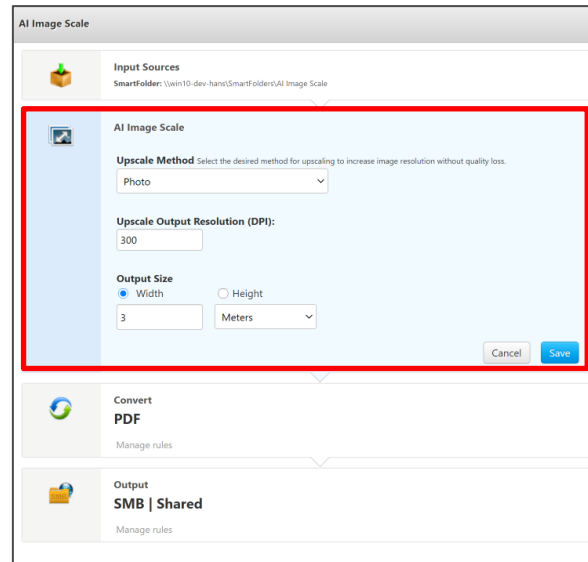 AI Image Scale
Input Sources
SmartFolder: \\win10-dev-hans\SmartFolders\AI Image Scale
AI Image Scale
Upscale Method Select the desired method for upscaling to increase image resolution without quality loss.
Photo
Upscale Output Resolution (DPI):
300
Output Size
Width Height
3 Meters
Cancel Save
Convert
PDF
Manage rules
SMB
Output
SMB | Shared
Manage rules